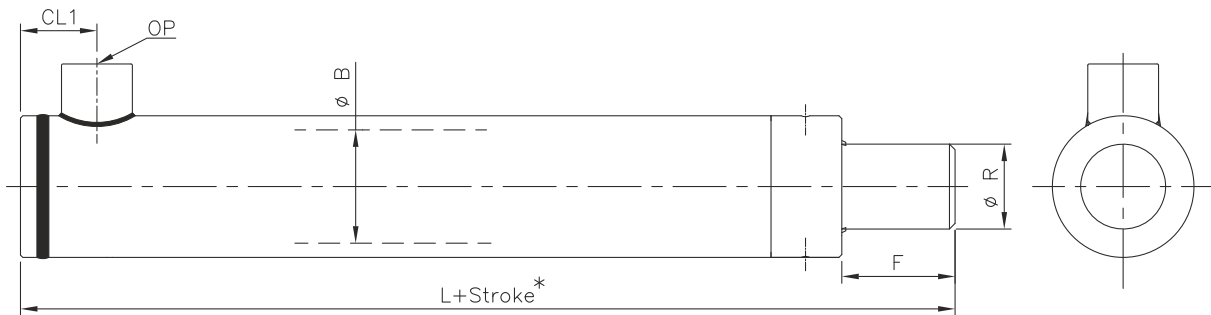 CL1
OP
ø B
ø R
F
L+Stroke*